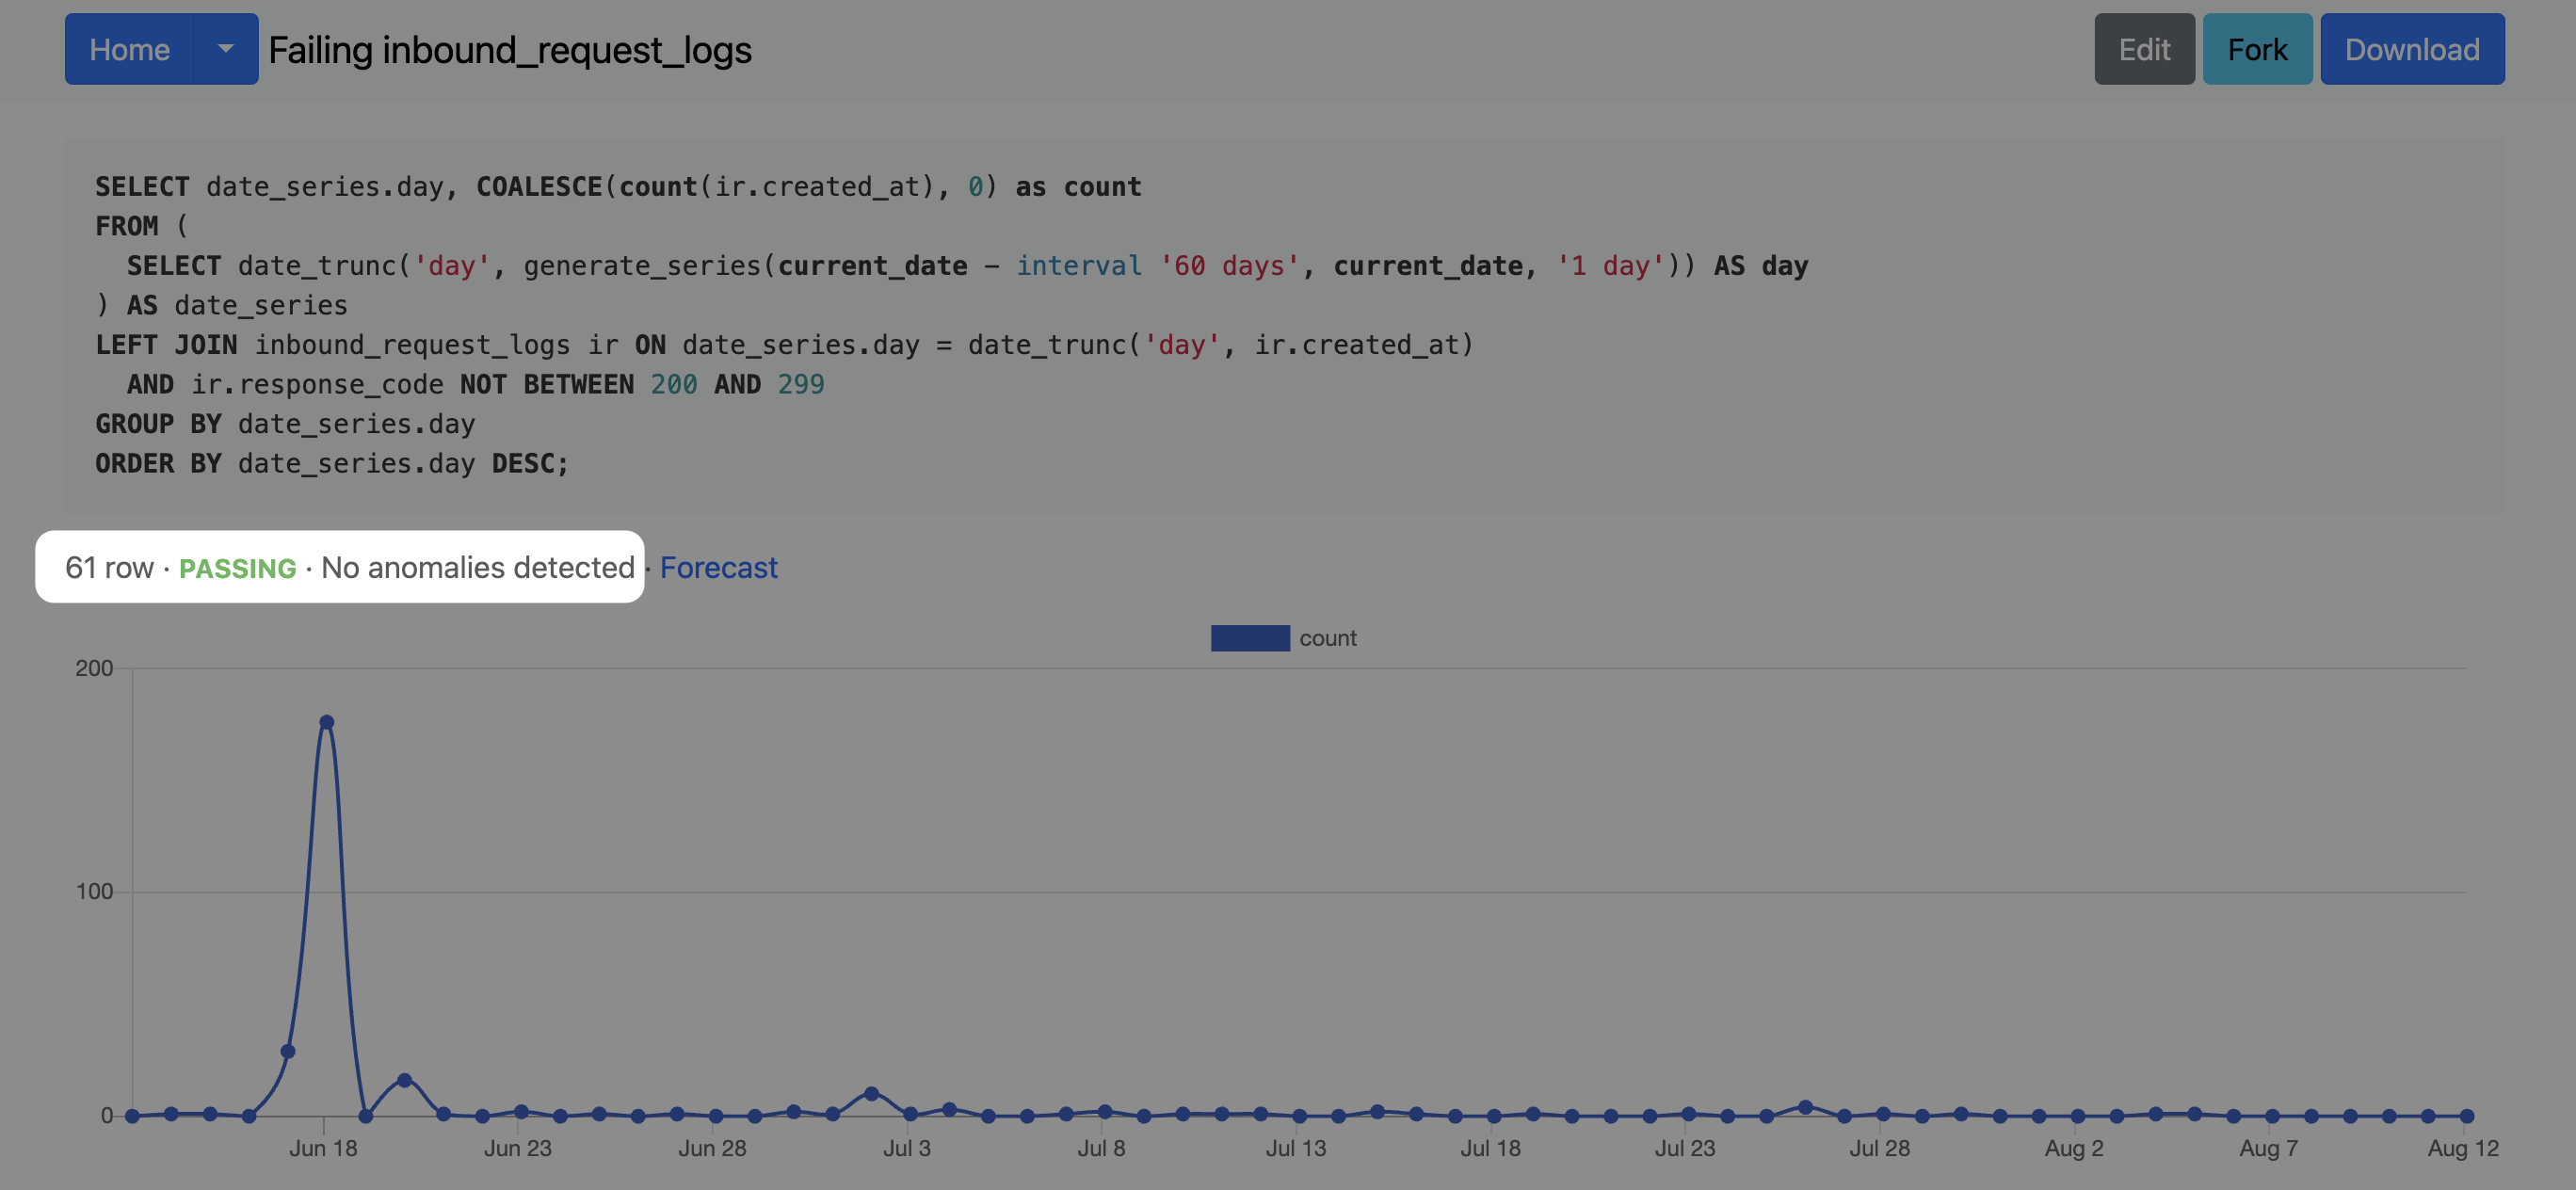 Home Failing inbound_request_logs Edit Fork Download
SELECT date_series.day, COALESCE(count(ir.created_at), 0) as count
FROM (
  SELECT date_trunc('day', generate_series(current_date - interval '60 days', current_date, '1 day')) AS day
) AS date_series
LEFT JOIN inbound_request_logs ir ON date_series.day = date_trunc('day', ir.created_at)
  AND ir.response_code NOT BETWEEN 200 AND 299
GROUP BY date_series.day
ORDER BY date_series.day DESC;
61 row · PASSING · No anomalies detected · Forecast
count
200
100
0
Jun 18 Jun 23 Jun 28 Jul 3 Jul 8 Jul 13 Jul 18 Jul 23 Jul 28 Aug 2 Aug 7 Aug 12